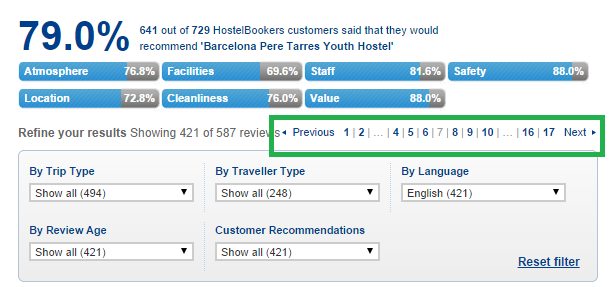 79.0% 641 out of 729 HostelBookers customers said that they would
recommend 'Barcelona Pere Tarres Youth Hostel'
Atmosphere 76.8% Facilities 69.6% Staff 81.6% Safety 88.0%
Location 72.8% Cleanliness 76.0% Value 88.0%
Refine your results Showing 421 of 587 reviews ◂ Previous 1 | 2 | ... | 4 | 5 | 6 | 7 | 8 | 9 | 10 | ... | 16 | 17 Next ▸
By Trip Type By Traveller Type By Language
Show all (494) Show all (248) English (421)
By Review Age Customer Recommendations
Show all (421) Show all (421)
Reset filter